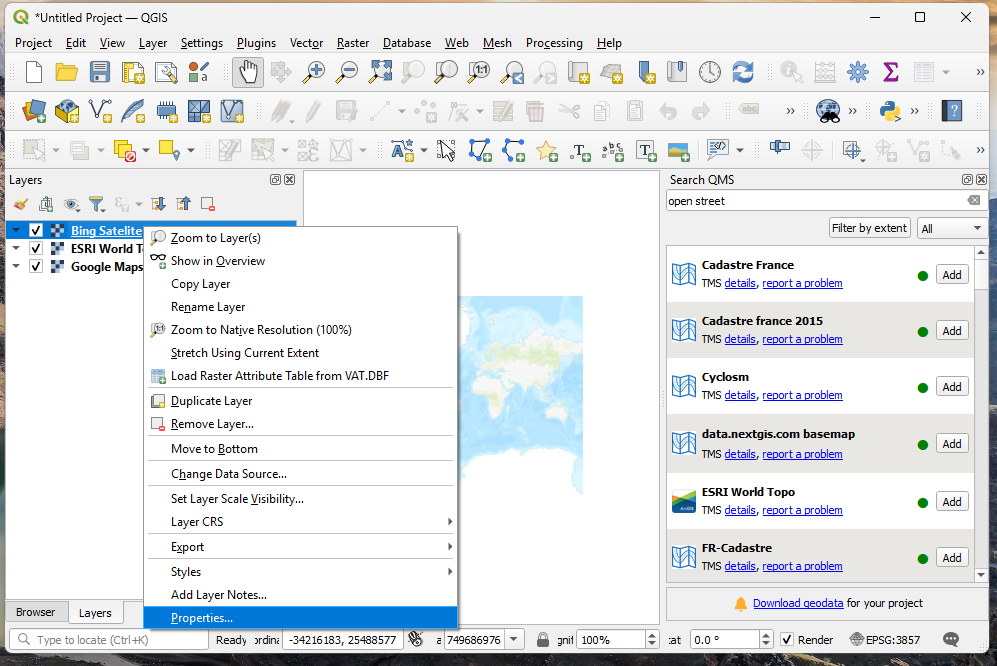 *Untitled Project — QGIS
Project Edit View Layer Settings Plugins Vector Raster Database Web Mesh Processing Help
Layers
Search QMS
open street
Filter by extent
All
Bing Satelite
ESRI World T
Google Maps
Zoom to Layer(s)
Show in Overview
Copy Layer
Rename Layer
Zoom to Native Resolution (100%)
Stretch Using Current Extent
Load Raster Attribute Table from VAT.DBF
Duplicate Layer
Remove Layer...
Move to Bottom
Change Data Source...
Set Layer Scale Visibility...
Layer CRS
Export
Styles
Add Layer Notes...
Properties...
Cadastre France
TMS details, report a problem
Add
Cadastre france 2015
TMS details, report a problem
Add
Cyclosm
TMS details, report a problem
Add
data.nextgis.com basemap
TMS details, report a problem
Add
ESRI World Topo
TMS details, report a problem
Add
FR-Cadastre
TMS details, report a problem
Add
Download geodata for your project
Browser Layers
Type to locate (Ctrl+K) Ready ordina -34216183, 25488577 a 749686976 gnif 100% :at 0.0 ° Render EPSG:3857